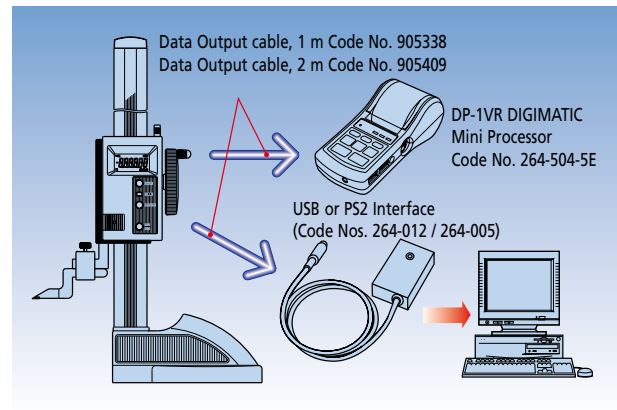 Data Output cable, 1 m Code No. 905338
Data Output cable, 2 m Code No. 905409
DP-1VR DIGIMATIC
Mini Processor
Code No. 264-504-5E
USB or PS2 Interface
(Code Nos. 264-012 / 264-005)